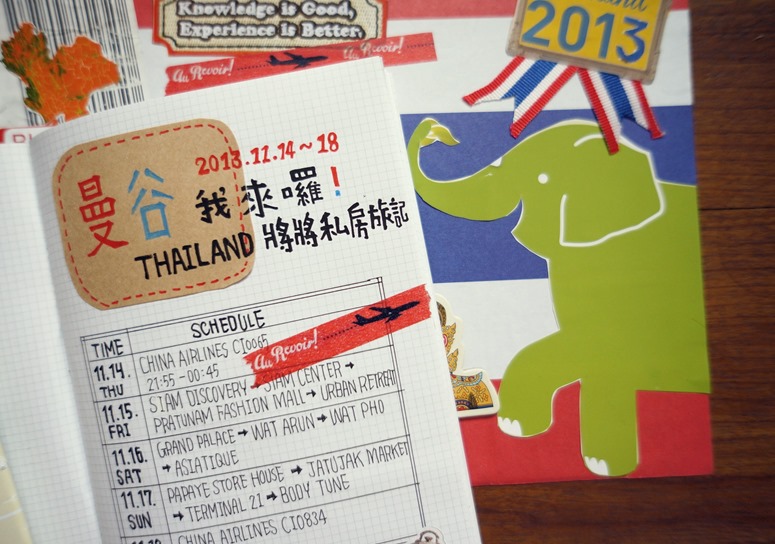 Knowledge is Good,
Experience is Better.
Au Revoir!
2013
2013.11.14~18
曼谷 我來囉!
THAILAND 將將私房旅記
SCHEDULE
TIME
11.14. THU
CHINA AIRLINES CI0065
21:55 - 00:45
Au Revoir!
11.15. FRI
SIAM DISCOVERY → SIAM CENTER →
PRATUNAM FASHION MALL → URBAN RETREAT
11.16. SAT
GRAND PALACE → WAT ARUN → WAT PHO
→ ASIATIQUE
11.17. SUN
PAPAYE STORE HOUSE → JATUJAK MARKET
→ TERMINAL 21 → BODY TUNE
CHINA AIRLINES CI0834